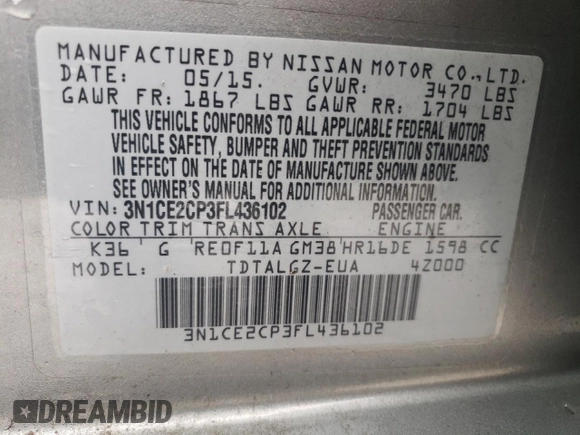 MANUFACTURED BY NISSAN MOTOR CO., LTD.
DATE: 05/15. GVWR: 3470 LBS
GAWR FR: 1867 LBS GAWR RR: 1704 LBS
THIS VEHICLE CONFORMS TO ALL APPLICABLE FEDERAL MOTOR
VEHICLE SAFETY, BUMPER AND THEFT PREVENTION STANDARDS
IN EFFECT ON THE DATE OF MANUFACTURE SHOWN ABOVE.
SEE OWNER'S MANUAL FOR ADDITIONAL INFORMATION.
VIN: 3N1CE2CP3FL436102 PASSENGER CAR.
COLOR TRIM TRANS AXLE ENGINE
K36 G RE0F11A GM38 HR16DE 1598 CC
MODEL: TDTALGZ-EUA 4Z000
3N1CE2CP3FL436102
DREAMBID